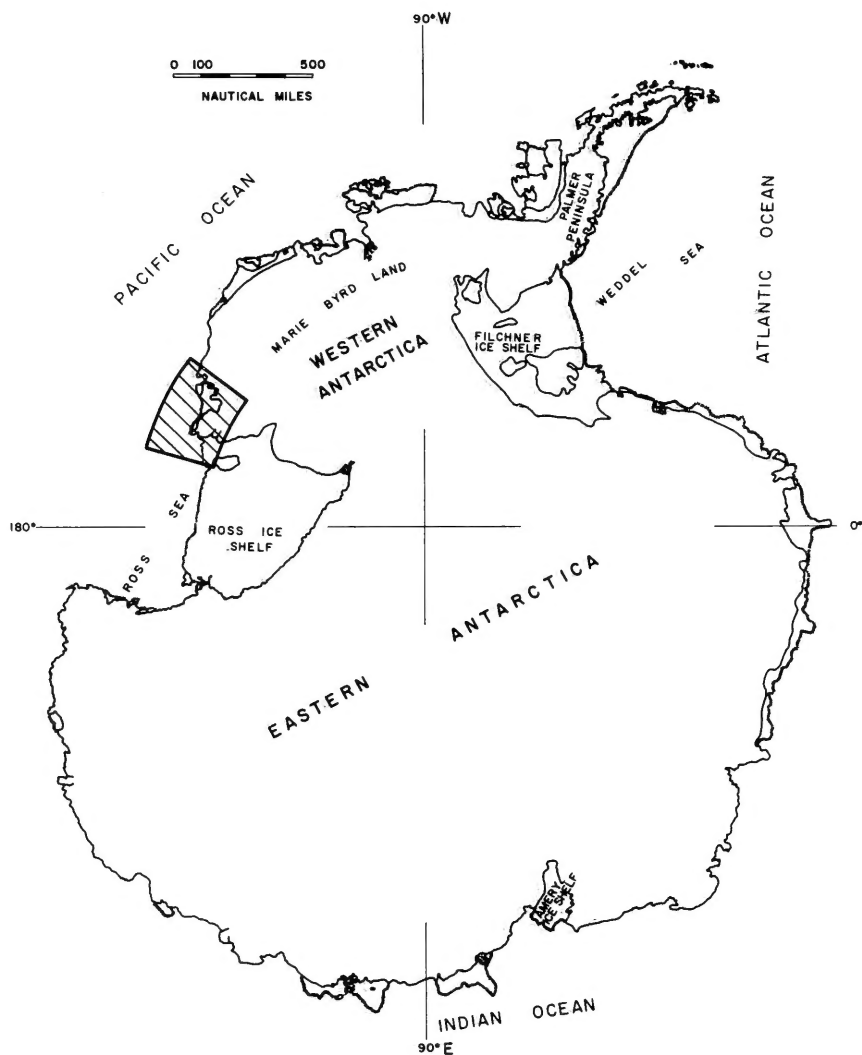 90° W
0 100 500
NAUTICAL MILES
PACIFIC OCEAN
ATLANTIC OCEAN
PALMER
PENINSULA
WEDDEL SEA
MARIE BYRD LAND
WESTERN
ANTARCTICA
FILCHNER
ICE SHELF
ROSS SEA
ROSS ICE
SHELF
180°
0°
EASTERN ANTARCTICA
AMERY
ICE SHELF
INDIAN OCEAN
90° E